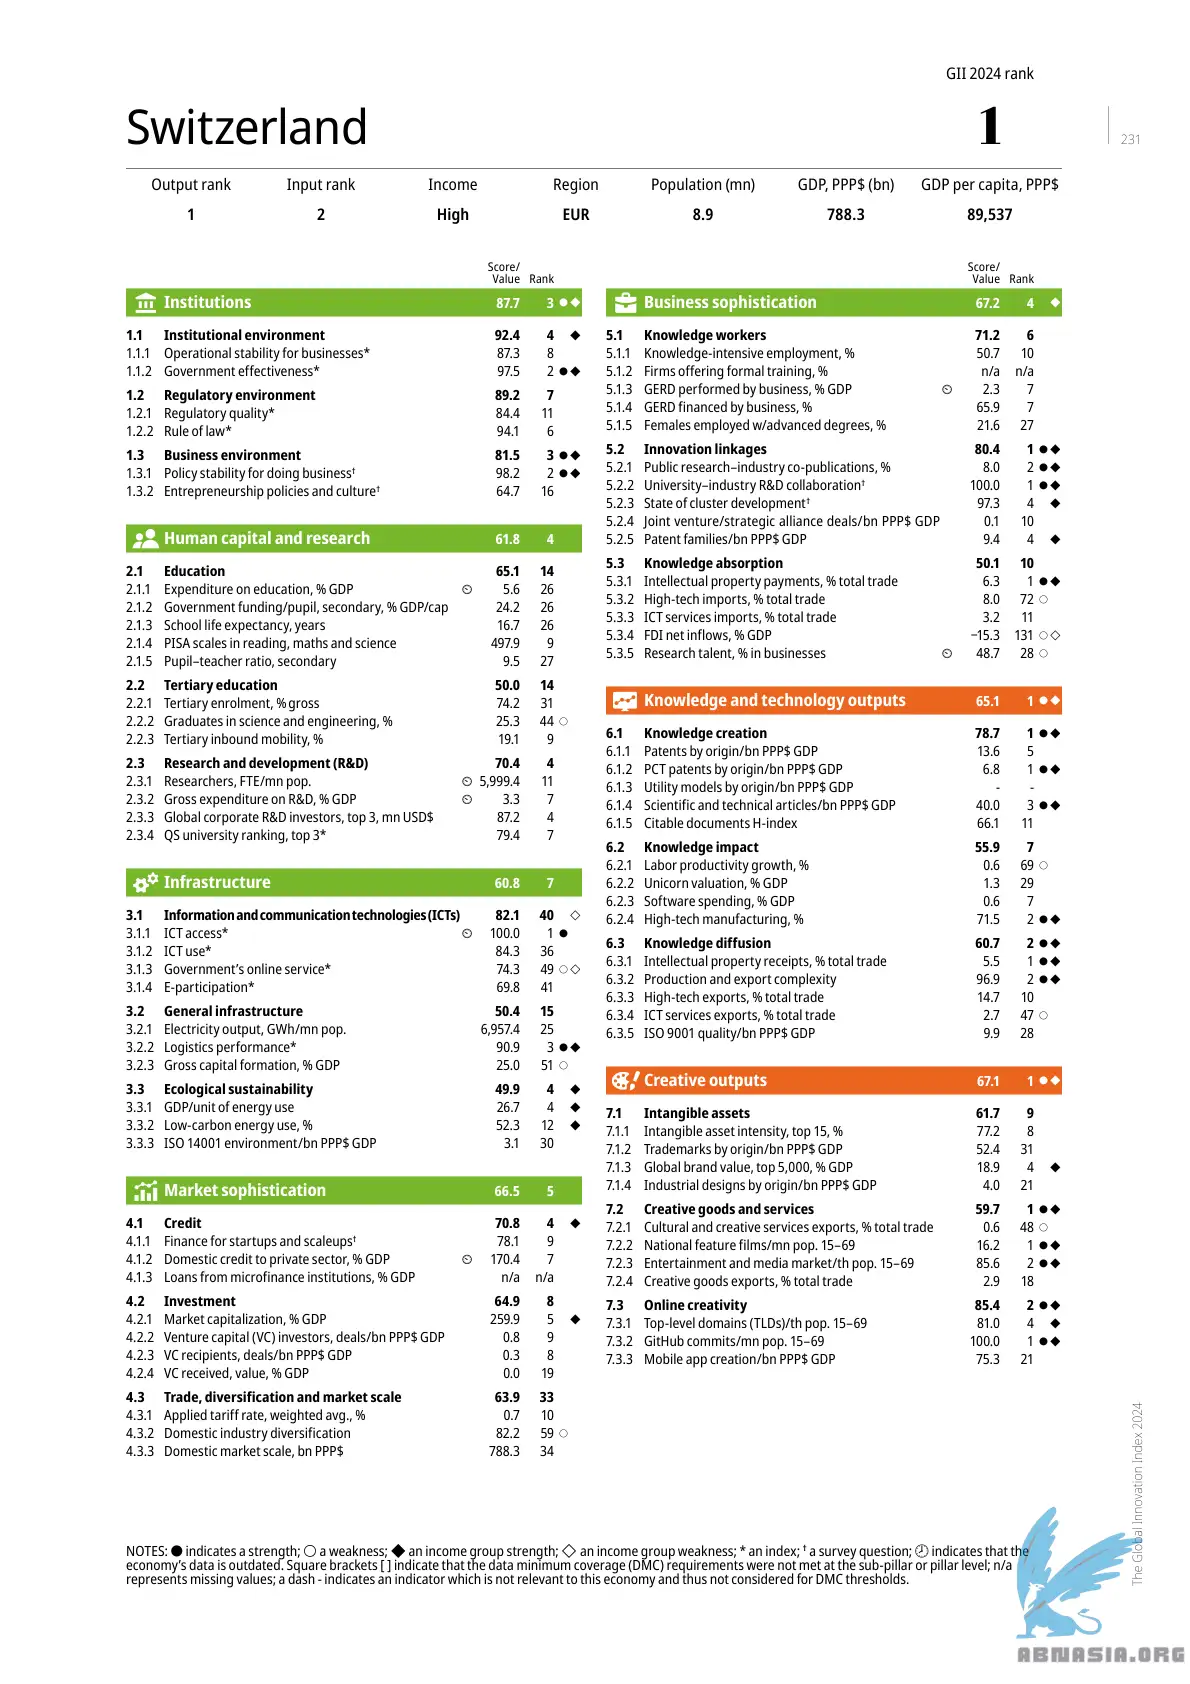 GII 2024 rank
Switzerland
1
231
Output rank Input rank Income Region Population (mn) GDP, PPP$ (bn) GDP per capita, PPP$
1 2 High EUR 8.9 788.3 89,537
Score/
Value Rank
Institutions 87.7 3 ●◆
1.1 Institutional environment 92.4 4 ◆
1.1.1 Operational stability for businesses* 87.3 8
1.1.2 Government effectiveness* 97.5 2 ●◆
1.2 Regulatory environment 89.2 7
1.2.1 Regulatory quality* 84.4 11
1.2.2 Rule of law* 94.1 6
1.3 Business environment 81.5 3 ●◆
1.3.1 Policy stability for doing business† 98.2 2 ●◆
1.3.2 Entrepreneurship policies and culture† 64.7 16
Human capital and research 61.8 4
2.1 Education 65.1 14
2.1.1 Expenditure on education, % GDP 🕘 5.6 26
2.1.2 Government funding/pupil, secondary, % GDP/cap 24.2 26
2.1.3 School life expectancy, years 16.7 26
2.1.4 PISA scales in reading, maths and science 497.9 9
2.1.5 Pupil–teacher ratio, secondary 9.5 27
2.2 Tertiary education 50.0 14
2.2.1 Tertiary enrolment, % gross 74.2 31
2.2.2 Graduates in science and engineering, % 25.3 44 ○
2.2.3 Tertiary inbound mobility, % 19.1 9
2.3 Research and development (R&D) 70.4 4
2.3.1 Researchers, FTE/mn pop. 🕘 5,999.4 11
2.3.2 Gross expenditure on R&D, % GDP 🕘 3.3 7
2.3.3 Global corporate R&D investors, top 3, mn USD$ 87.2 4
2.3.4 QS university ranking, top 3* 79.4 7
Infrastructure 60.8 7
3.1 Information and communication technologies (ICTs) 82.1 40 ◇
3.1.1 ICT access* 🕘 100.0 1 ●
3.1.2 ICT use* 84.3 36
3.1.3 Government's online service* 74.3 49 ○◇
3.1.4 E-participation* 69.8 41
3.2 General infrastructure 50.4 15
3.2.1 Electricity output, GWh/mn pop. 6,957.4 25
3.2.2 Logistics performance* 90.9 3 ●◆
3.2.3 Gross capital formation, % GDP 25.0 51 ○
3.3 Ecological sustainability 49.9 4 ◆
3.3.1 GDP/unit of energy use 26.7 4 ◆
3.3.2 Low-carbon energy use, % 52.3 12 ◆
3.3.3 ISO 14001 environment/bn PPP$ GDP 3.1 30
Market sophistication 66.5 5
4.1 Credit 70.8 4 ◆
4.1.1 Finance for startups and scaleups† 78.1 9
4.1.2 Domestic credit to private sector, % GDP 🕘 170.4 7
4.1.3 Loans from microfinance institutions, % GDP n/a n/a
4.2 Investment 64.9 8
4.2.1 Market capitalization, % GDP 259.9 5 ◆
4.2.2 Venture capital (VC) investors, deals/bn PPP$ GDP 0.8 9
4.2.3 VC recipients, deals/bn PPP$ GDP 0.3 8
4.2.4 VC received, value, % GDP 0.0 19
4.3 Trade, diversification and market scale 63.9 33
4.3.1 Applied tariff rate, weighted avg., % 0.7 10
4.3.2 Domestic industry diversification 82.2 59 ○
4.3.3 Domestic market scale, bn PPP$ 788.3 34
Score/
Value Rank
Business sophistication 67.2 4 ◆
5.1 Knowledge workers 71.2 6
5.1.1 Knowledge-intensive employment, % 50.7 10
5.1.2 Firms offering formal training, % n/a n/a
5.1.3 GERD performed by business, % GDP 🕘 2.3 7
5.1.4 GERD financed by business, % 65.9 7
5.1.5 Females employed w/advanced degrees, % 21.6 27
5.2 Innovation linkages 80.4 1 ●◆
5.2.1 Public research–industry co-publications, % 8.0 2 ●◆
5.2.2 University–industry R&D collaboration† 100.0 1 ●◆
5.2.3 State of cluster development† 97.3 4 ◆
5.2.4 Joint venture/strategic alliance deals/bn PPP$ GDP 0.1 10
5.2.5 Patent families/bn PPP$ GDP 9.4 4 ◆
5.3 Knowledge absorption 50.1 10
5.3.1 Intellectual property payments, % total trade 6.3 1 ●◆
5.3.2 High-tech imports, % total trade 8.0 72 ○
5.3.3 ICT services imports, % total trade 3.2 11
5.3.4 FDI net inflows, % GDP −15.3 131 ○◇
5.3.5 Research talent, % in businesses 🕘 48.7 28 ○
Knowledge and technology outputs 65.1 1 ●◆
6.1 Knowledge creation 78.7 1 ●◆
6.1.1 Patents by origin/bn PPP$ GDP 13.6 5
6.1.2 PCT patents by origin/bn PPP$ GDP 6.8 1 ●◆
6.1.3 Utility models by origin/bn PPP$ GDP - -
6.1.4 Scientific and technical articles/bn PPP$ GDP 40.0 3 ●◆
6.1.5 Citable documents H-index 66.1 11
6.2 Knowledge impact 55.9 7
6.2.1 Labor productivity growth, % 0.6 69 ○
6.2.2 Unicorn valuation, % GDP 1.3 29
6.2.3 Software spending, % GDP 0.6 7
6.2.4 High-tech manufacturing, % 71.5 2 ●◆
6.3 Knowledge diffusion 60.7 2 ●◆
6.3.1 Intellectual property receipts, % total trade 5.5 1 ●◆
6.3.2 Production and export complexity 96.9 2 ●◆
6.3.3 High-tech exports, % total trade 14.7 10
6.3.4 ICT services exports, % total trade 2.7 47 ○
6.3.5 ISO 9001 quality/bn PPP$ GDP 9.9 28
Creative outputs 67.1 1 ●◆
7.1 Intangible assets 61.7 9
7.1.1 Intangible asset intensity, top 15, % 77.2 8
7.1.2 Trademarks by origin/bn PPP$ GDP 52.4 31
7.1.3 Global brand value, top 5,000, % GDP 18.9 4 ◆
7.1.4 Industrial designs by origin/bn PPP$ GDP 4.0 21
7.2 Creative goods and services 59.7 1 ●◆
7.2.1 Cultural and creative services exports, % total trade 0.6 48 ○
7.2.2 National feature films/mn pop. 15–69 16.2 1 ●◆
7.2.3 Entertainment and media market/th pop. 15–69 85.6 2 ●◆
7.2.4 Creative goods exports, % total trade 2.9 18
7.3 Online creativity 85.4 2 ●◆
7.3.1 Top-level domains (TLDs)/th pop. 15–69 81.0 4 ◆
7.3.2 GitHub commits/mn pop. 15–69 100.0 1 ●◆
7.3.3 Mobile app creation/bn PPP$ GDP 75.3 21
The Global Innovation Index 2024
NOTES: ● indicates a strength; ○ a weakness; ◆ an income group strength; ◇ an income group weakness; * an index; † a survey question; 🕘 indicates that the
economy's data is outdated. Square brackets [ ] indicate that the data minimum coverage (DMC) requirements were not met at the sub-pillar or pillar level; n/a
represents missing values; a dash - indicates an indicator which is not relevant to this economy and thus not considered for DMC thresholds.
ABNASIA.ORG